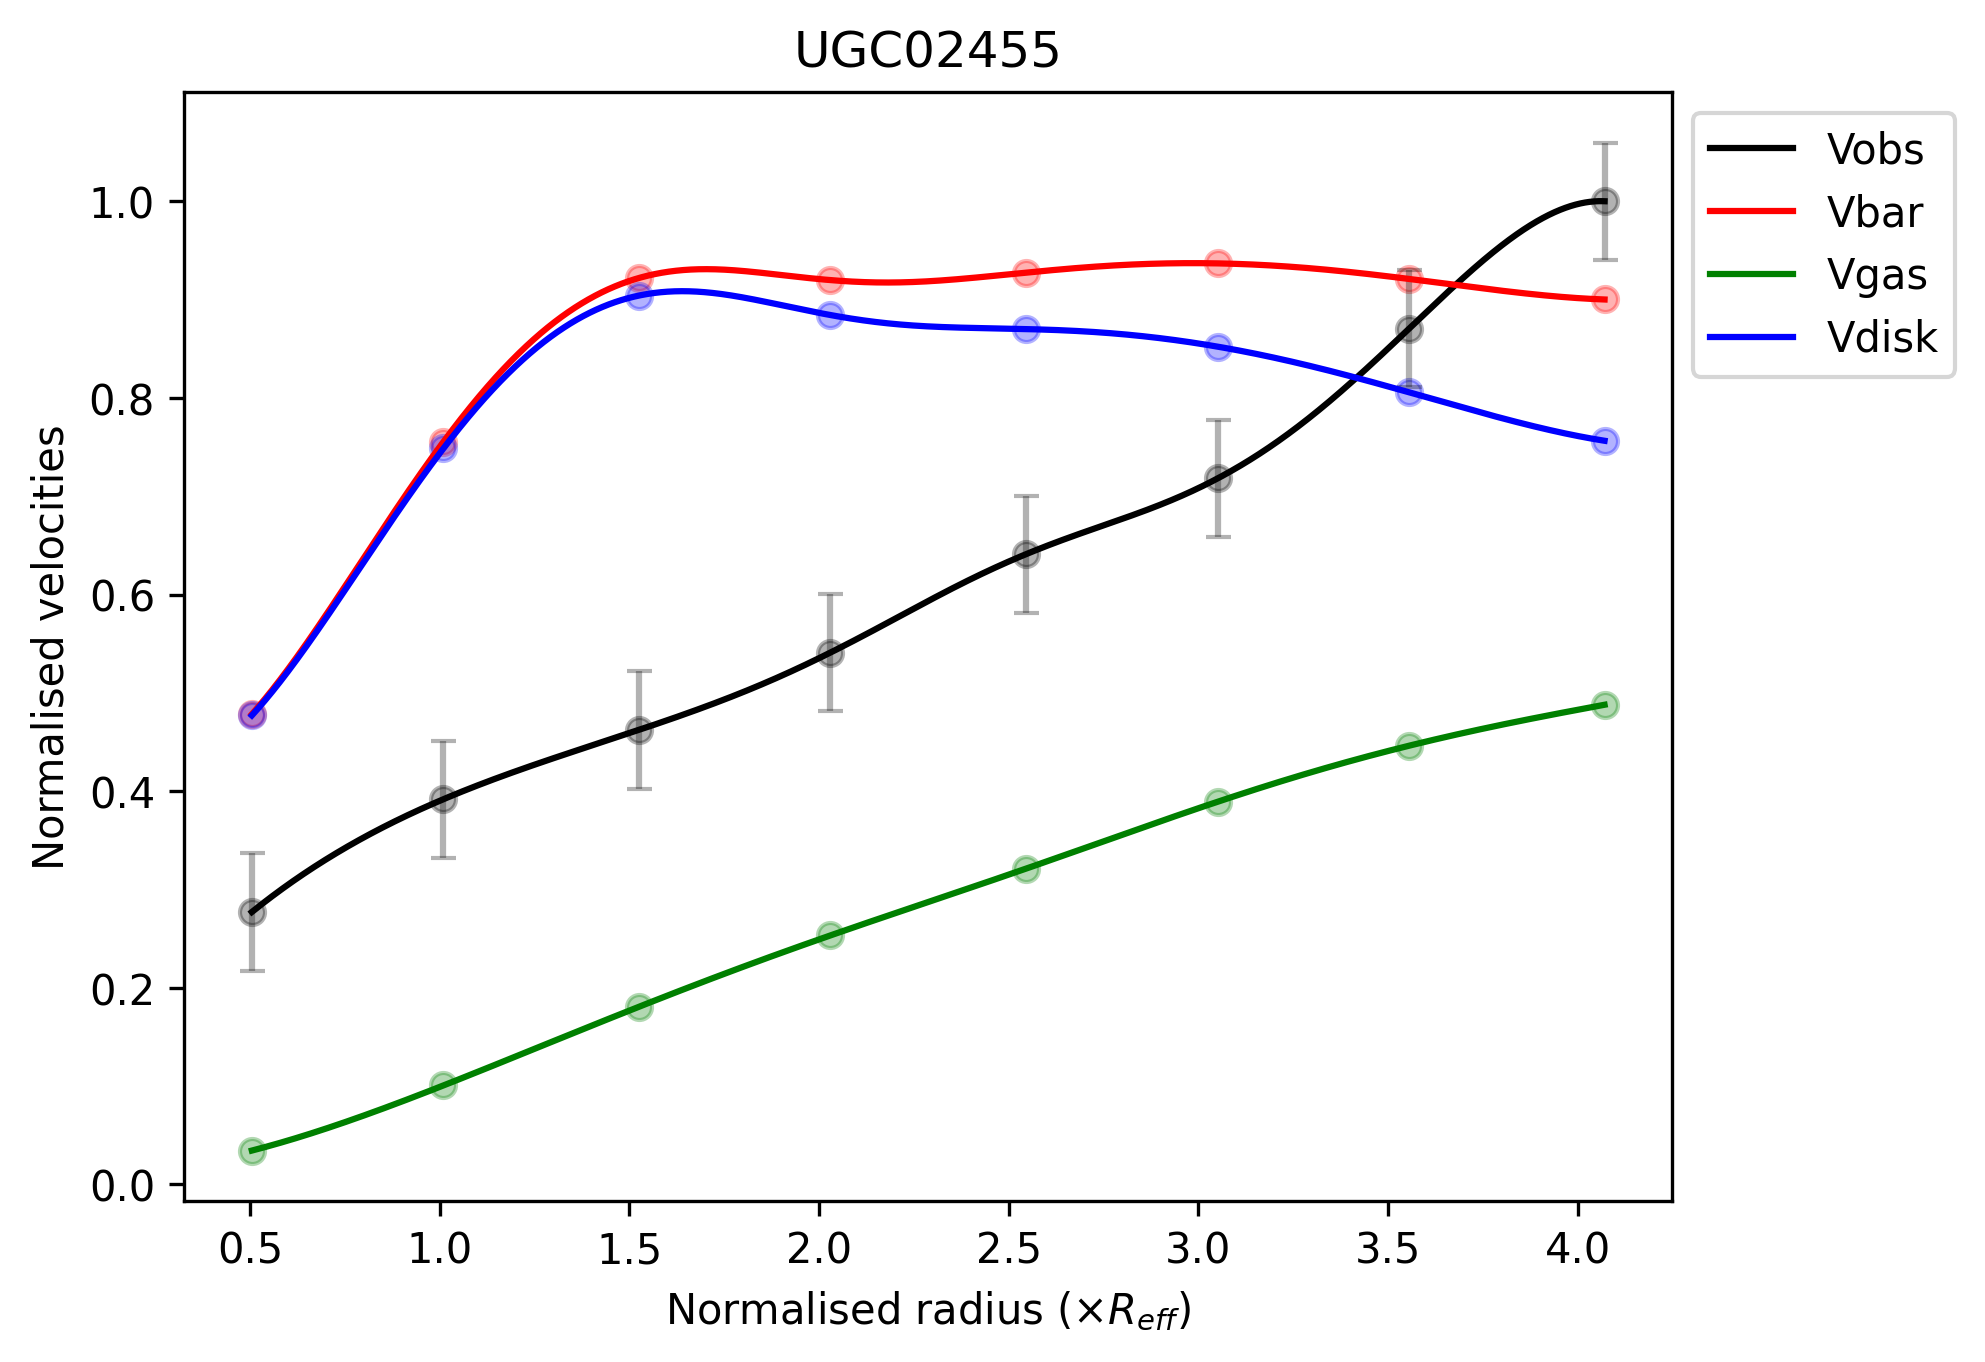 UGC02455
Normalised velocities
1.0
0.8
0.6
0.4
0.2
0.0
0.5 1.0 1.5 2.0 2.5 3.0 3.5 4.0
Normalised radius (×R_eff)
Vobs
Vbar
Vgas
Vdisk